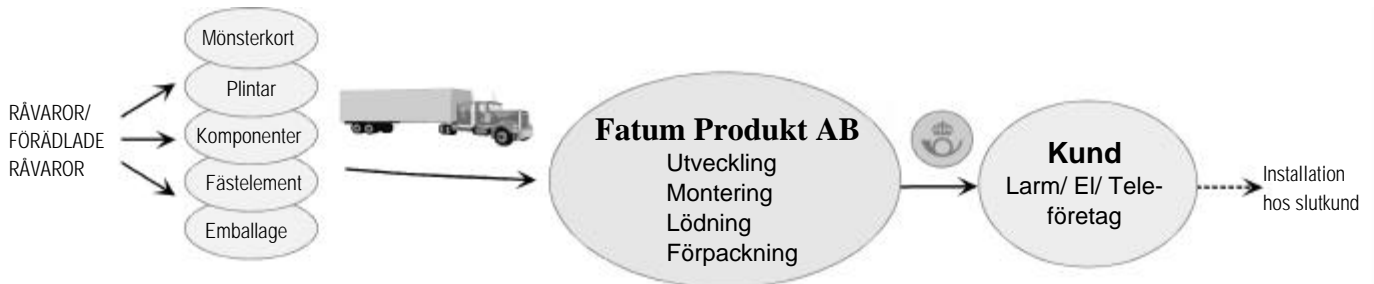 RÅVAROR/
FÖRÄDLADE
RÅVAROR
Mönsterkort
Plintar
Komponenter
Fästelement
Emballage
Fatum Produkt AB
Utveckling
Montering
Lödning
Förpackning
Kund
Larm/ El/ Tele-
företag
Installation
hos slutkund